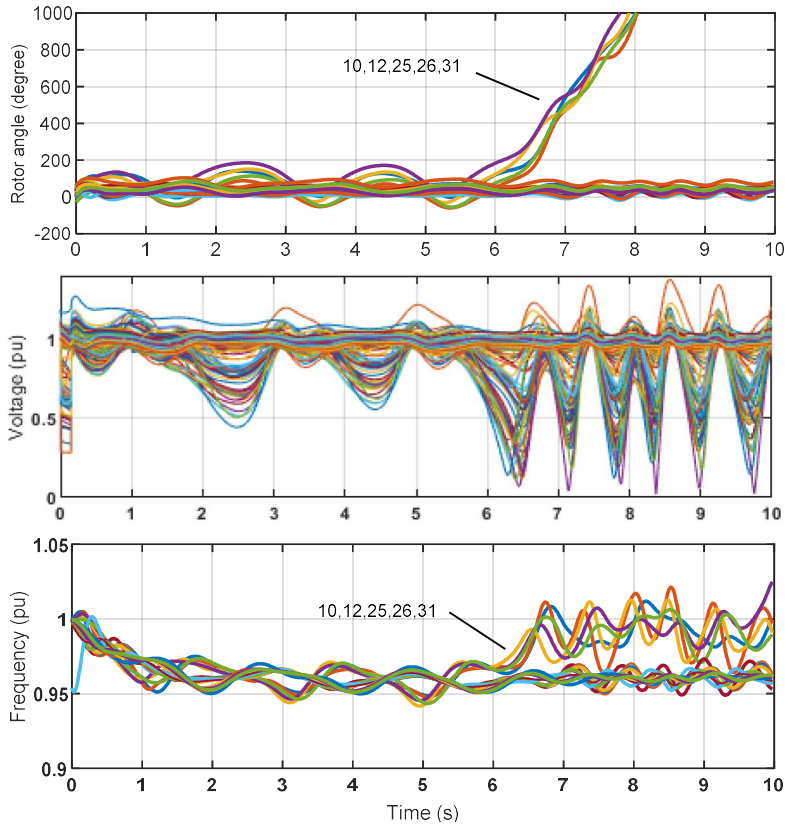 1000
800
600
400
200
0
-200
Rotor angle (degree)
10,12,25,26,31
0 1 2 3 4 5 6 7 8 9 10
1
0.5
0
Voltage (pu)
0 1 2 3 4 5 6 7 8 9 10
1.05
1
0.95
0.9
Frequency (pu)
10,12,25,26,31
0 1 2 3 4 5 6 7 8 9 10
Time (s)